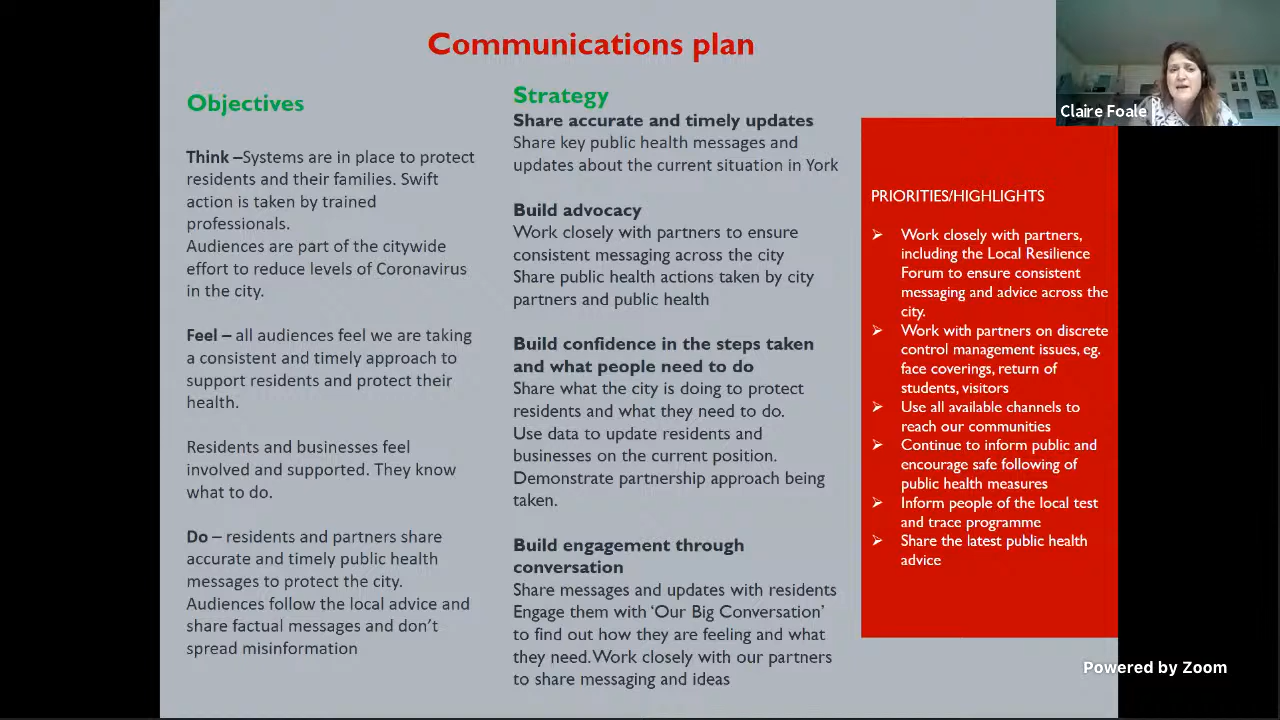 Communications plan
Objectives
Think –Systems are in place to protect
residents and their families. Swift
action is taken by trained
professionals.
Audiences are part of the citywide
effort to reduce levels of Coronavirus
in the city.
Feel – all audiences feel we are taking
a consistent and timely approach to
support residents and protect their
health.
Residents and businesses feel
involved and supported. They know
what to do.
Do – residents and partners share
accurate and timely public health
messages to protect the city.
Audiences follow the local advice and
share factual messages and don't
spread misinformation
Strategy
Share accurate and timely updates
Share key public health messages and
updates about the current situation in York
Build advocacy
Work closely with partners to ensure
consistent messaging across the city
Share public health actions taken by city
partners and public health
Build confidence in the steps taken
and what people need to do
Share what the city is doing to protect
residents and what they need to do.
Use data to update residents and
businesses on the current position.
Demonstrate partnership approach being
taken.
Build engagement through
conversation
Share messages and updates with residents
Engage them with ‘Our Big Conversation’
to find out how they are feeling and what
they need. Work closely with our partners
to share messaging and ideas
Claire Foale
PRIORITIES/HIGHLIGHTS
➢ Work closely with partners,
including the Local Resilience
Forum to ensure consistent
messaging and advice across the
city.
➢ Work with partners on discrete
control management issues, eg.
face coverings, return of
students, visitors
➢ Use all available channels to
reach our communities
➢ Continue to inform public and
encourage safe following of
public health measures
➢ Inform people of the local test
and trace programme
➢ Share the latest public health
advice
Powered by Zoom